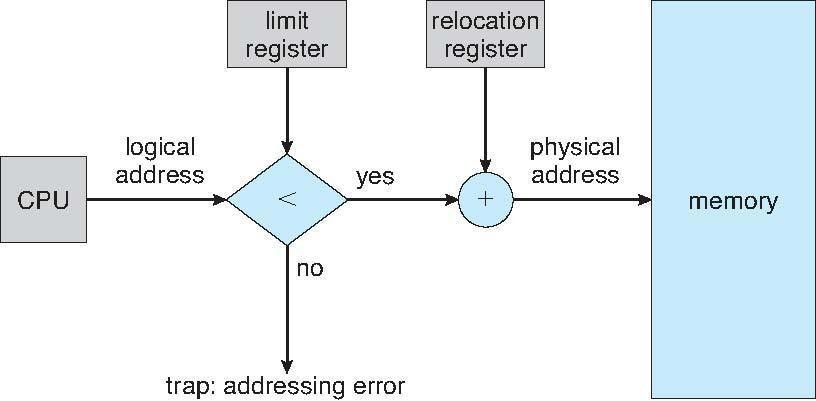 limit
register
relocation
register
logical
address
physical
address
CPU
<
yes
+
memory
no
trap: addressing error